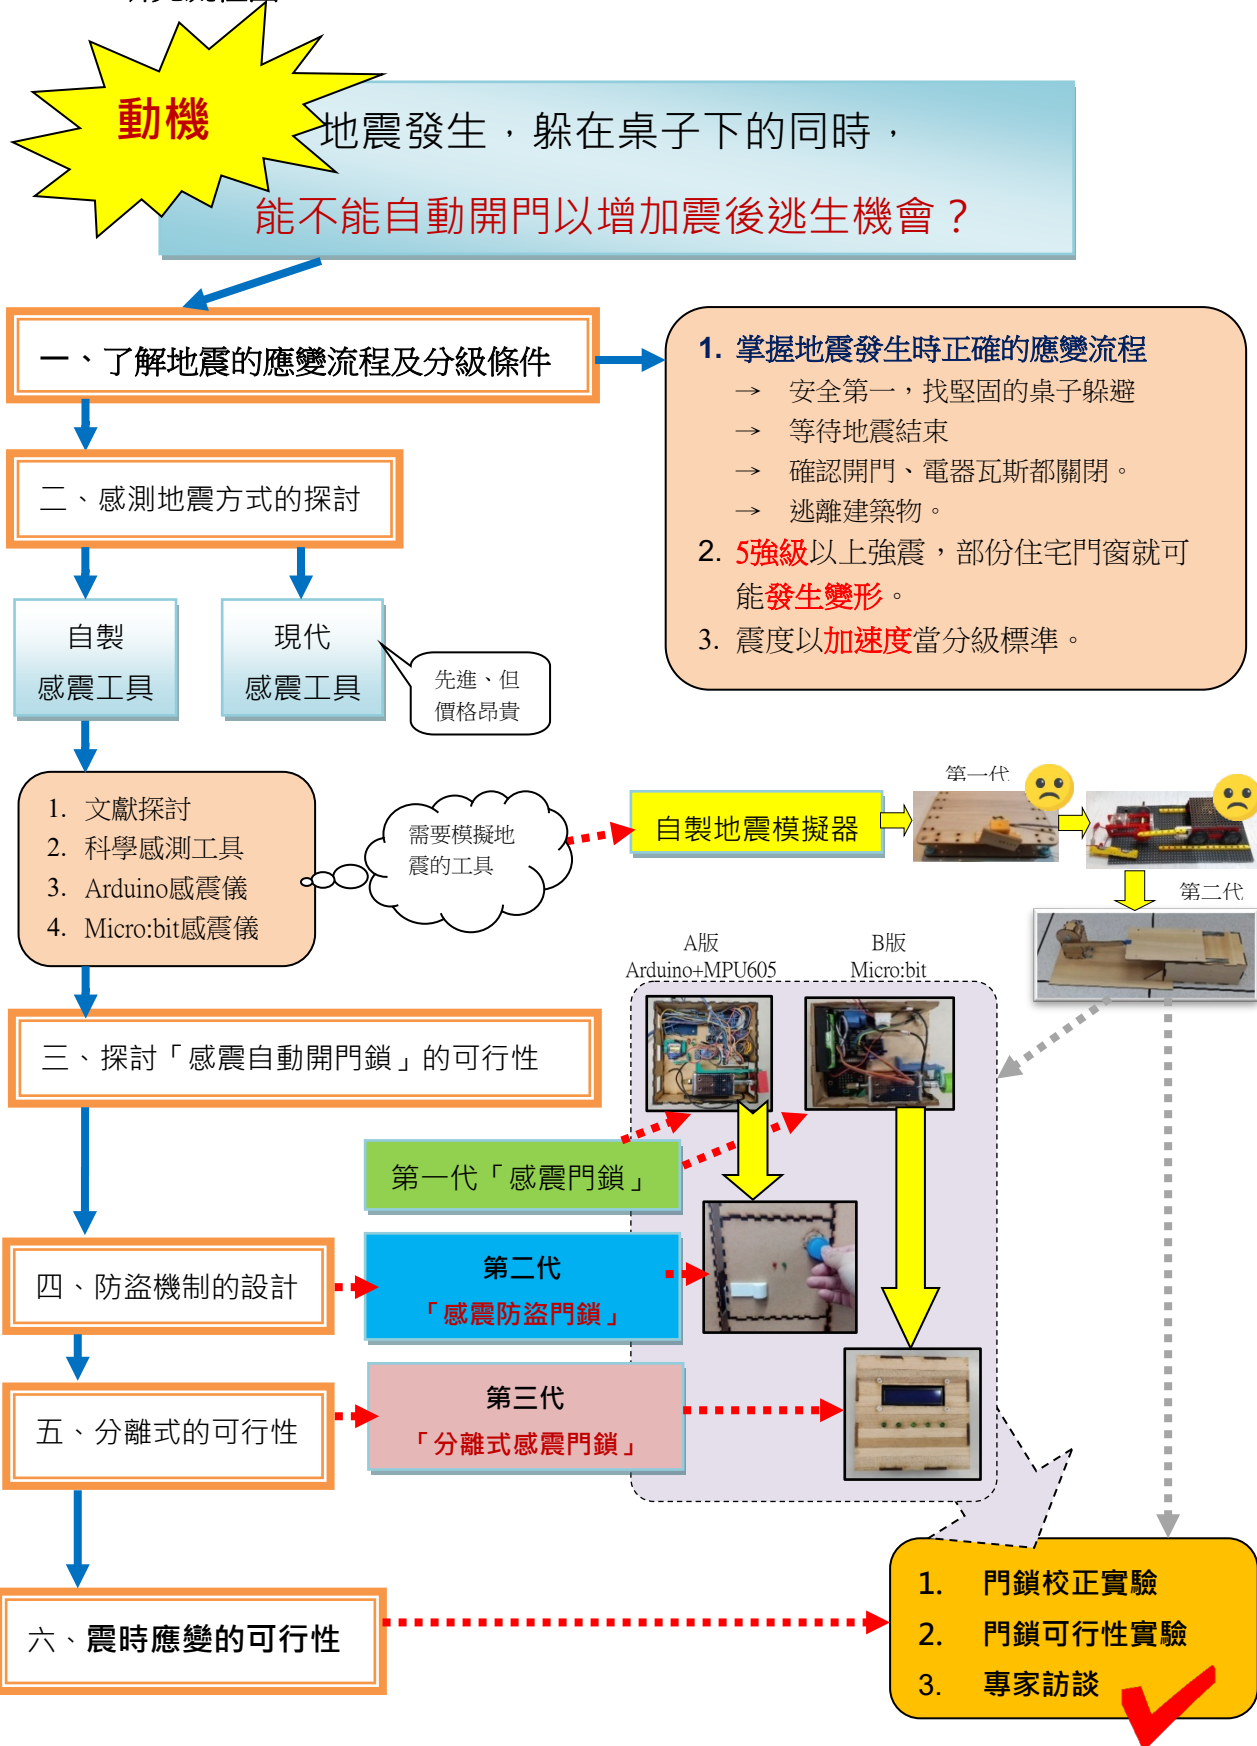 動機
地震發生，躲在桌子下的同時，
能不能自動開門以增加震後逃生機會？
一、了解地震的應變流程及分級條件
1. 掌握地震發生時正確的應變流程
→ 安全第一，找堅固的桌子躲避
→ 等待地震結束
→ 確認開門、電器瓦斯都關閉。
→ 逃離建築物。
2. 5強級以上強震，部份住宅門窗就可
能發生變形。
3. 震度以加速度當分級標準。
二、感測地震方式的探討
自製
感震工具
現代
感震工具
先進、但
價格昂貴
1. 文獻探討
2. 科學感測工具
3. Arduino感震儀
4. Micro:bit感震儀
需要模擬地
震的工具
自製地震模擬器
第一代
第二代
A版
Arduino+MPU605
B版
Micro:bit
三、探討「感震自動開門鎖」的可行性
第一代「感震門鎖」
四、防盜機制的設計
第二代
「感震防盜門鎖」
五、分離式的可行性
第三代
「分離式感震門鎖」
六、震時應變的可行性
1. 門鎖校正實驗
2. 門鎖可行性實驗
3. 專家訪談